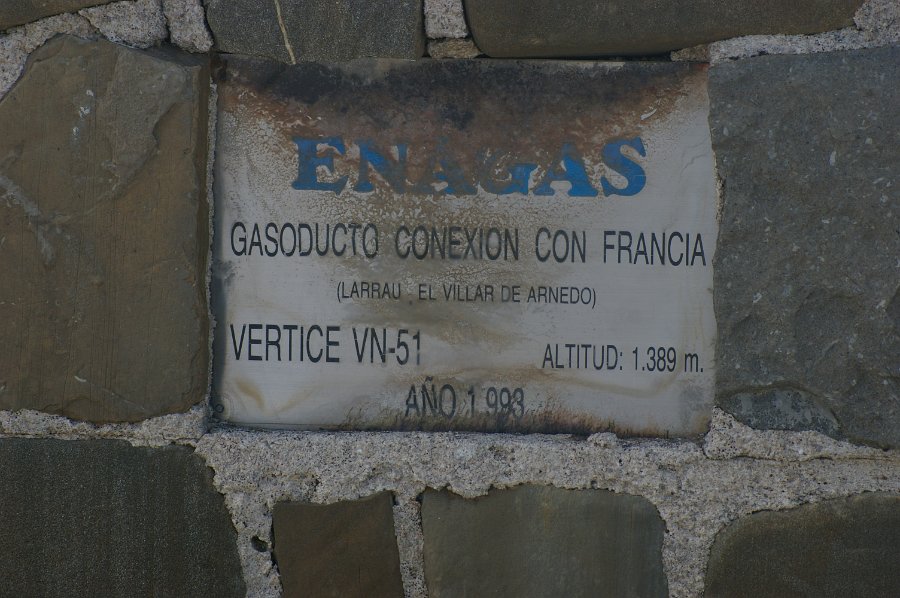 ENAGAS
GASODUCTO CONEXION CON FRANCIA
(LARRAU . EL VILLAR DE ARNEDO)
VERTICE VN-51 ALTITUD: 1.389 m.
AÑO 1.993